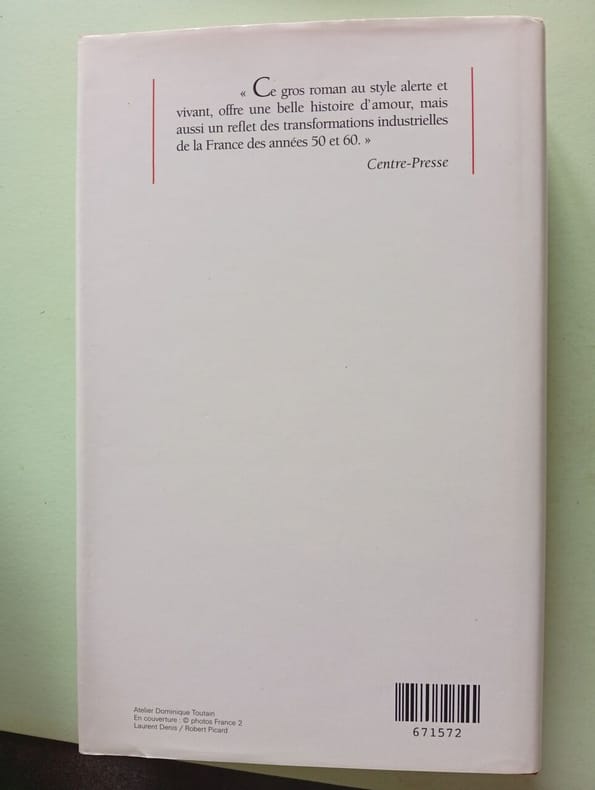 « Ce gros roman au style alerte et
vivant, offre une belle histoire d'amour, mais
aussi un reflet des transformations industrielles
de la France des années 50 et 60. »
Centre-Presse
Atelier Dominique Toutain
En couverture : © photos France 2
Laurent Denis / Robert Picard
671572